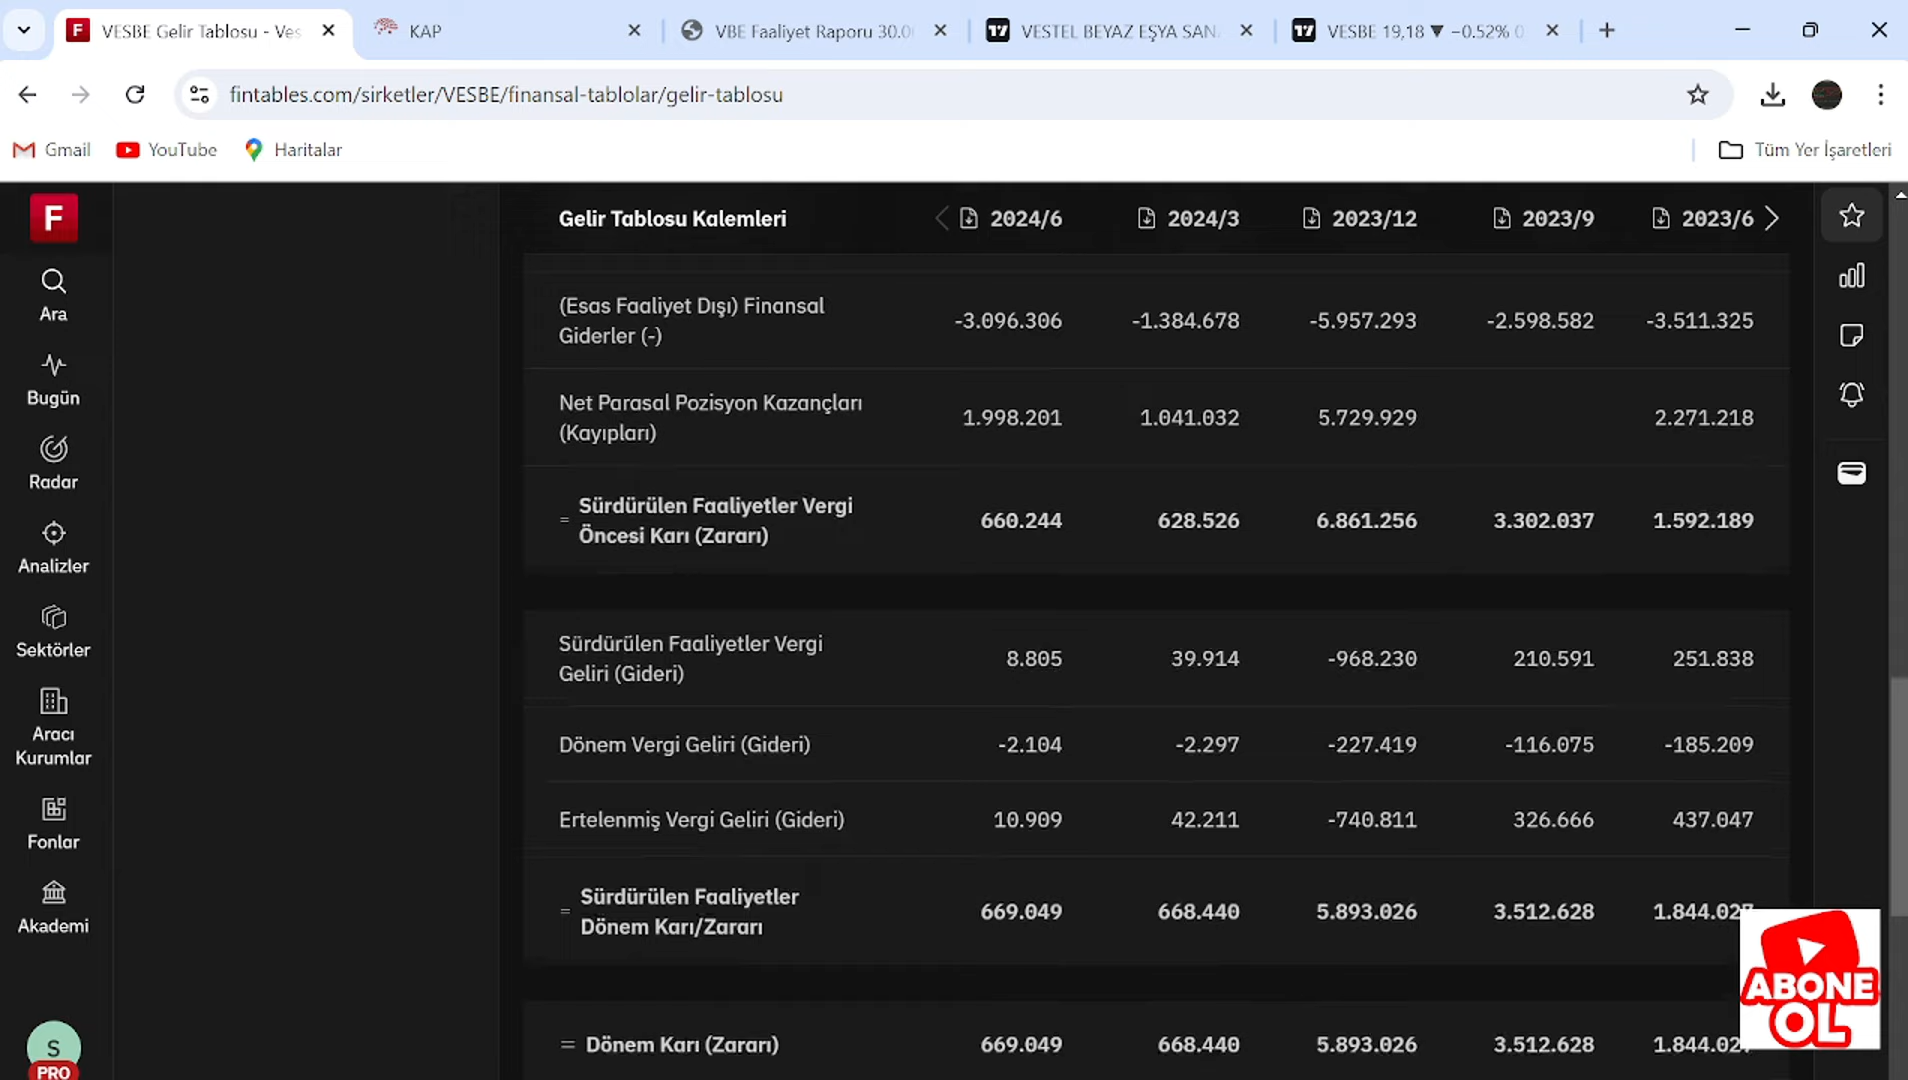 VESBE Gelir Tablosu - Ves
KAP
VBE Faaliyet Raporu 30.0
VESTEL BEYAZ EŞYA SAN.
VESBE 19,18 ▼ −0.52% 0
fintables.com/sirketler/VESBE/finansal-tablolar/gelir-tablosu
Gmail
YouTube
Haritalar
Tüm Yer İşaretleri
F
Ara
Bugün
Radar
Analizler
Sektörler
Aracı
Kurumlar
Fonlar
Akademi
S
PRO
Gelir Tablosu Kalemleri 2024/6 2024/3 2023/12 2023/9 2023/6
(Esas Faaliyet Dışı) Finansal
Giderler (-) -3.096.306 -1.384.678 -5.957.293 -2.598.582 -3.511.325
Net Parasal Pozisyon Kazançları
(Kayıpları) 1.998.201 1.041.032 5.729.929 2.271.218
= Sürdürülen Faaliyetler Vergi
Öncesi Karı (Zararı) 660.244 628.526 6.861.256 3.302.037 1.592.189
Sürdürülen Faaliyetler Vergi
Geliri (Gideri) 8.805 39.914 -968.230 210.591 251.838
Dönem Vergi Geliri (Gideri) -2.104 -2.297 -227.419 -116.075 -185.209
Ertelenmiş Vergi Geliri (Gideri) 10.909 42.211 -740.811 326.666 437.047
= Sürdürülen Faaliyetler
Dönem Karı/Zararı 669.049 668.440 5.893.026 3.512.628 1.844.027
= Dönem Karı (Zararı) 669.049 668.440 5.893.026 3.512.628 1.844.027
ABONE
OL